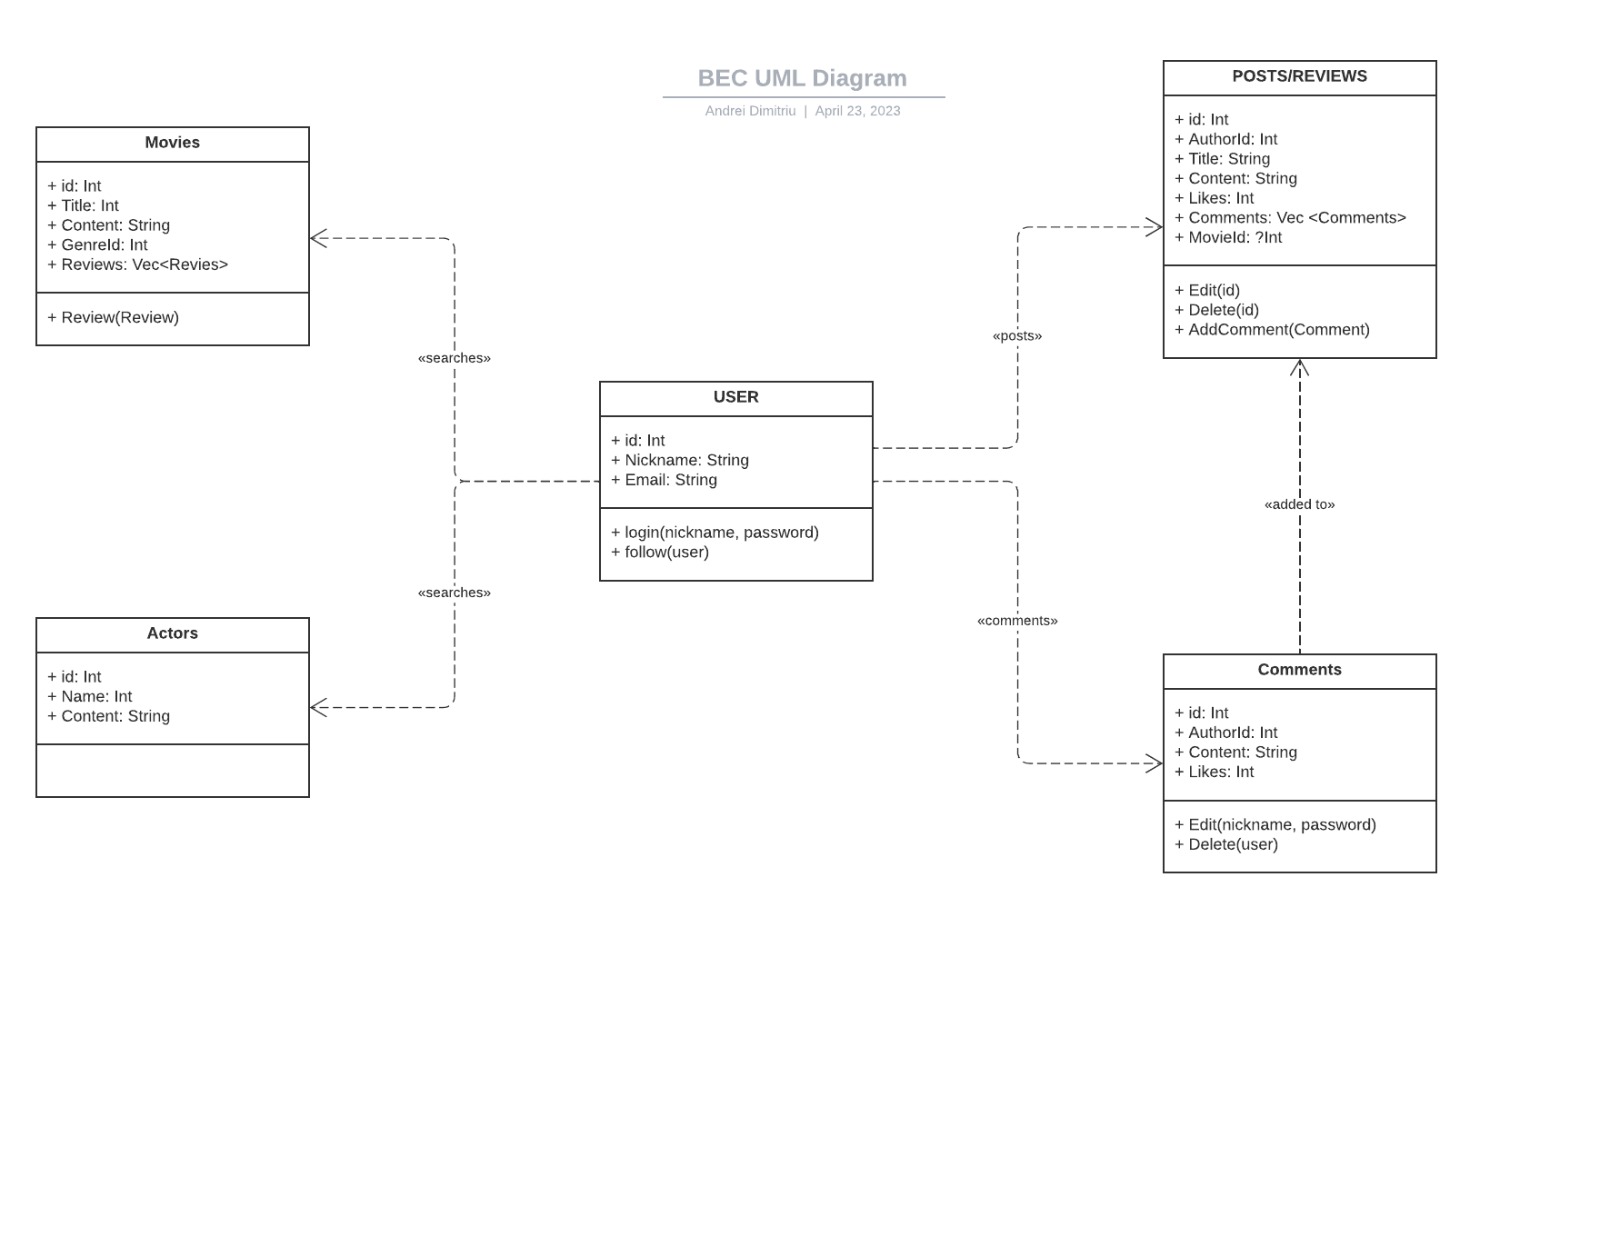 BEC UML Diagram
Andrei Dimitriu | April 23, 2023
Movies
+ id: Int
+ Title: Int
+ Content: String
+ GenreId: Int
+ Reviews: Vec<Revies>
+ Review(Review)
«searches»
«searches»
Actors
+ id: Int
+ Name: Int
+ Content: String
USER
+ id: Int
+ Nickname: String
+ Email: String
+ login(nickname, password)
+ follow(user)
«posts»
«comments»
POSTS/REVIEWS
+ id: Int
+ AuthorId: Int
+ Title: String
+ Content: String
+ Likes: Int
+ Comments: Vec <Comments>
+ MovieId: ?Int
+ Edit(id)
+ Delete(id)
+ AddComment(Comment)
«added to»
Comments
+ id: Int
+ AuthorId: Int
+ Content: String
+ Likes: Int
+ Edit(nickname, password)
+ Delete(user)